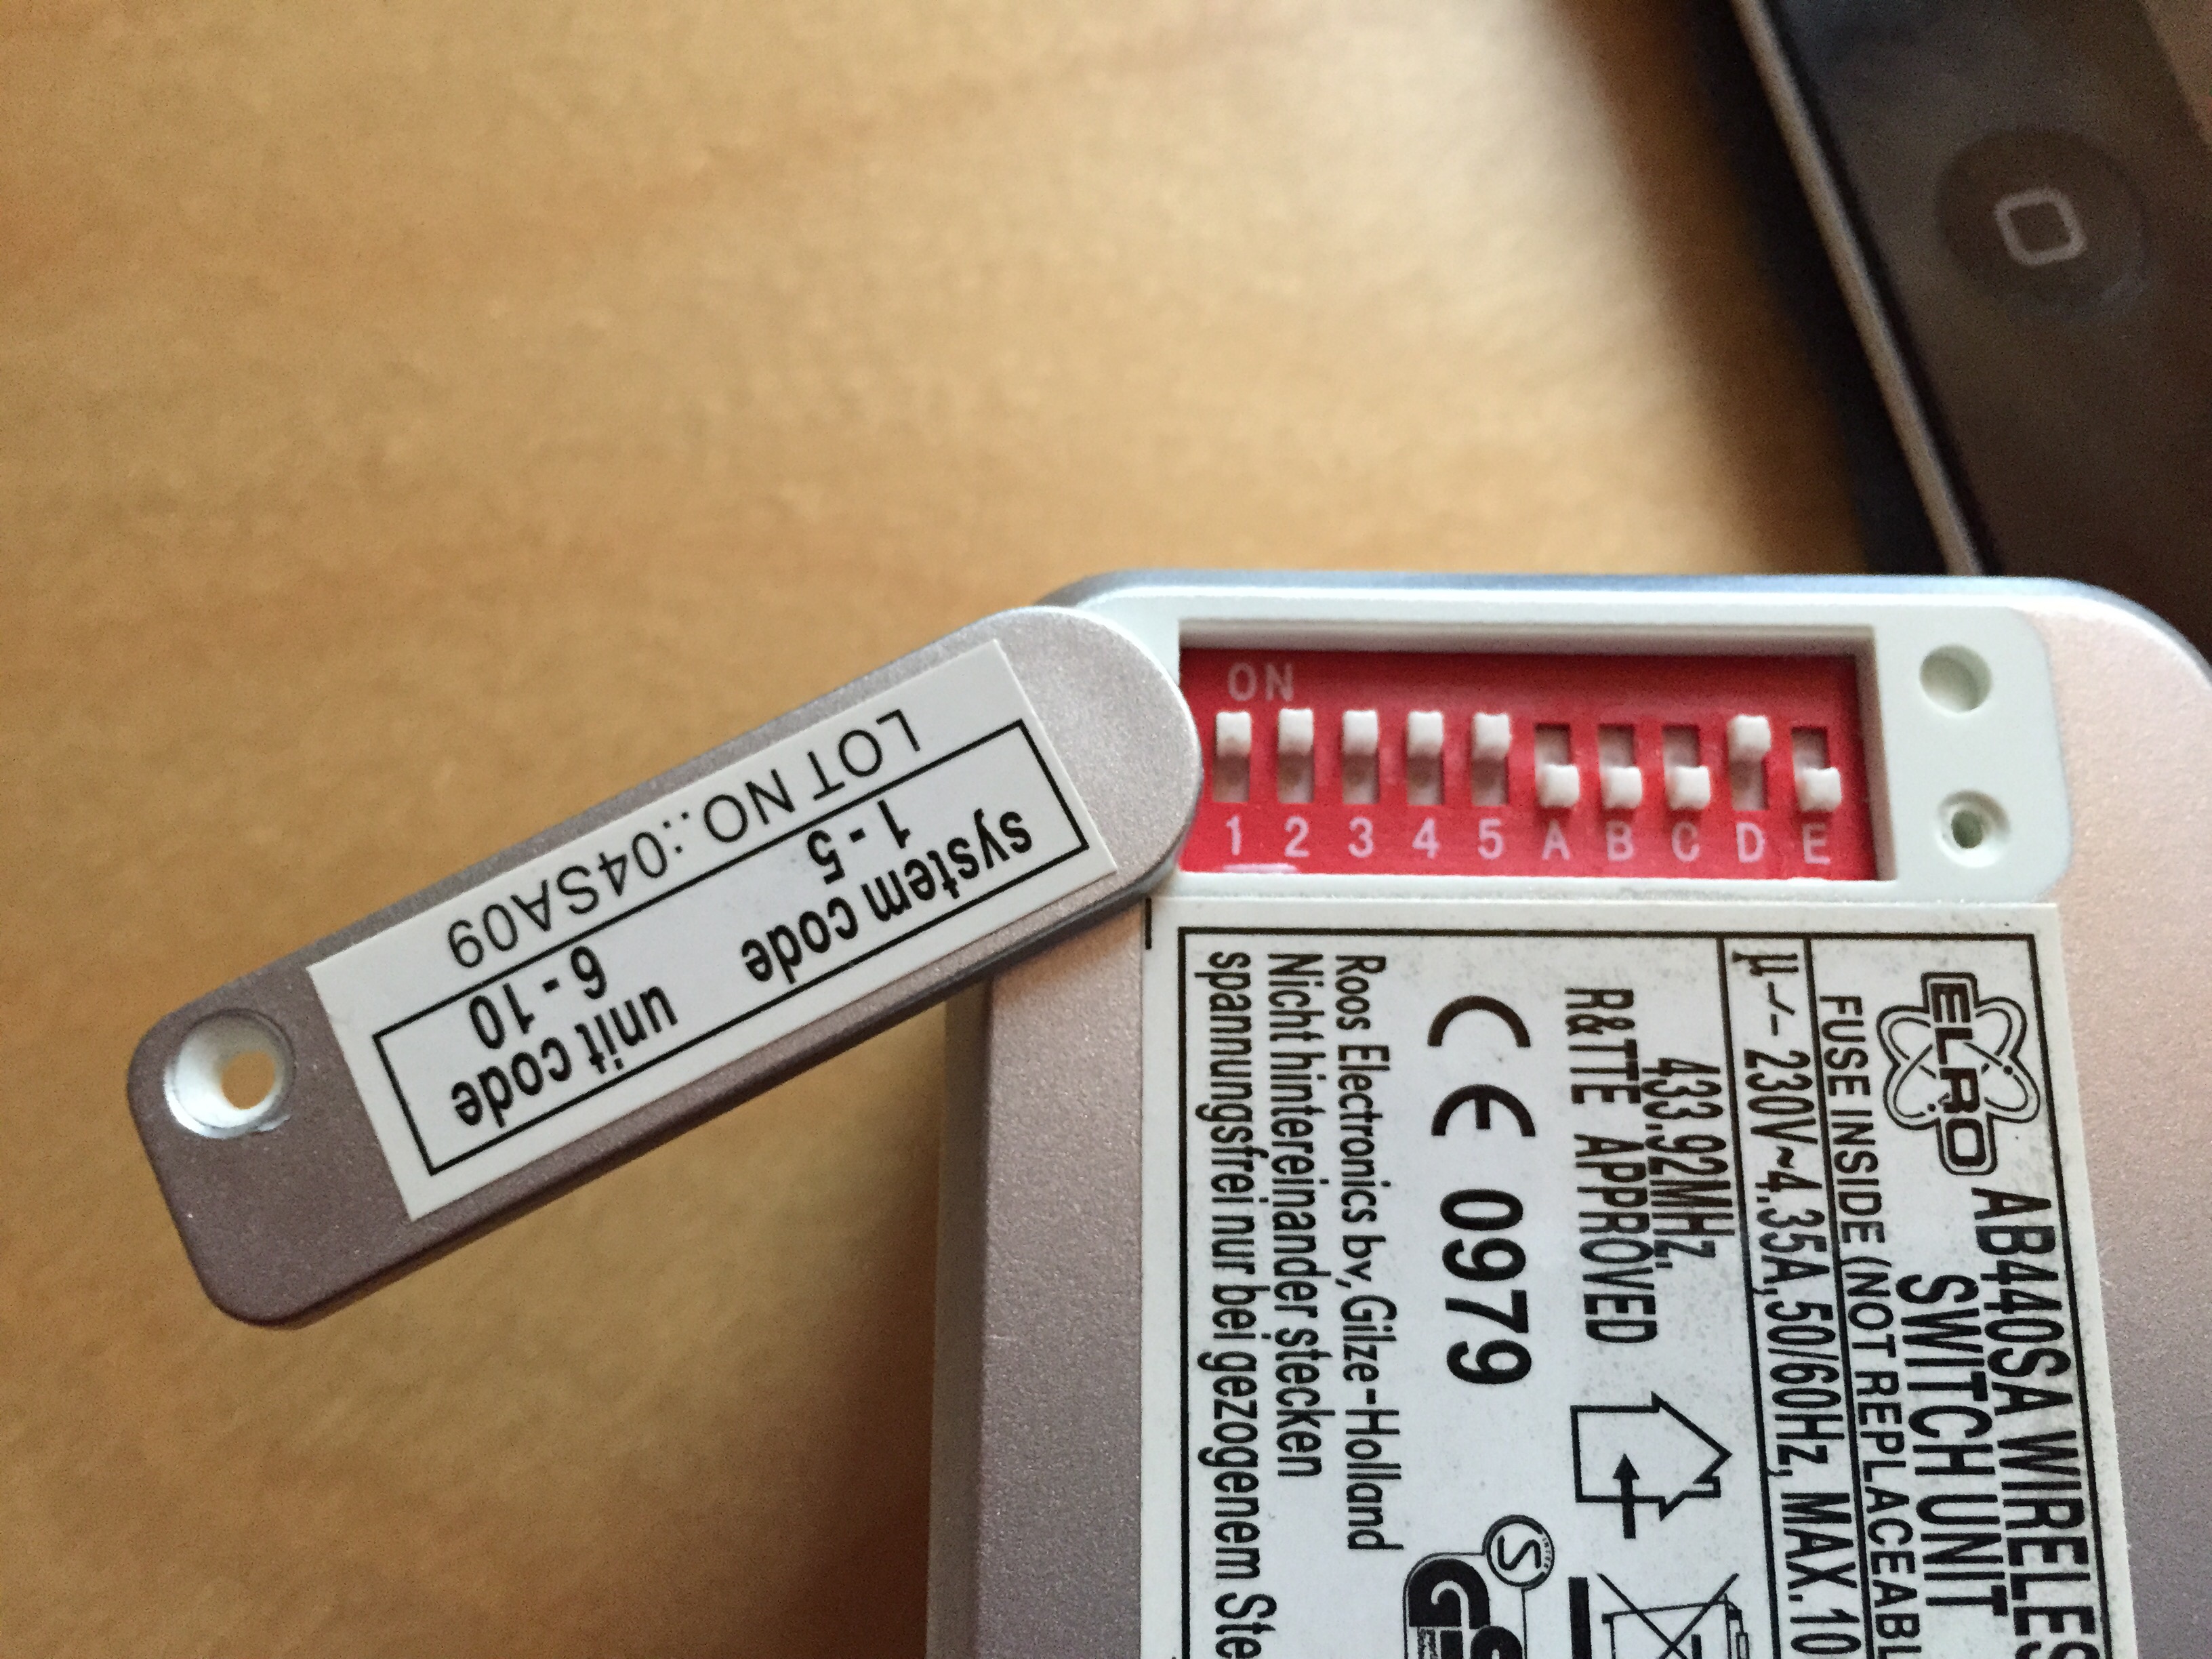 ON
1 2 3 4 5 A B C D E
LOT NO.:04SA09
system code unit code
1 - 5 6 - 10
ELRO
AB440SA WIRELES
SWITCH UNIT
FUSE INSIDE (NOT REPLACEABL
µ 230V~4.35A,50/60Hz, MAX.10
433.92MHz
R&TTE APPROVED
CE 0979
Roos Electronics bv, Gilze-Holland
Nicht hintereinander stecken
spannungsfrei nur bei gezogenem Ste
GS
S